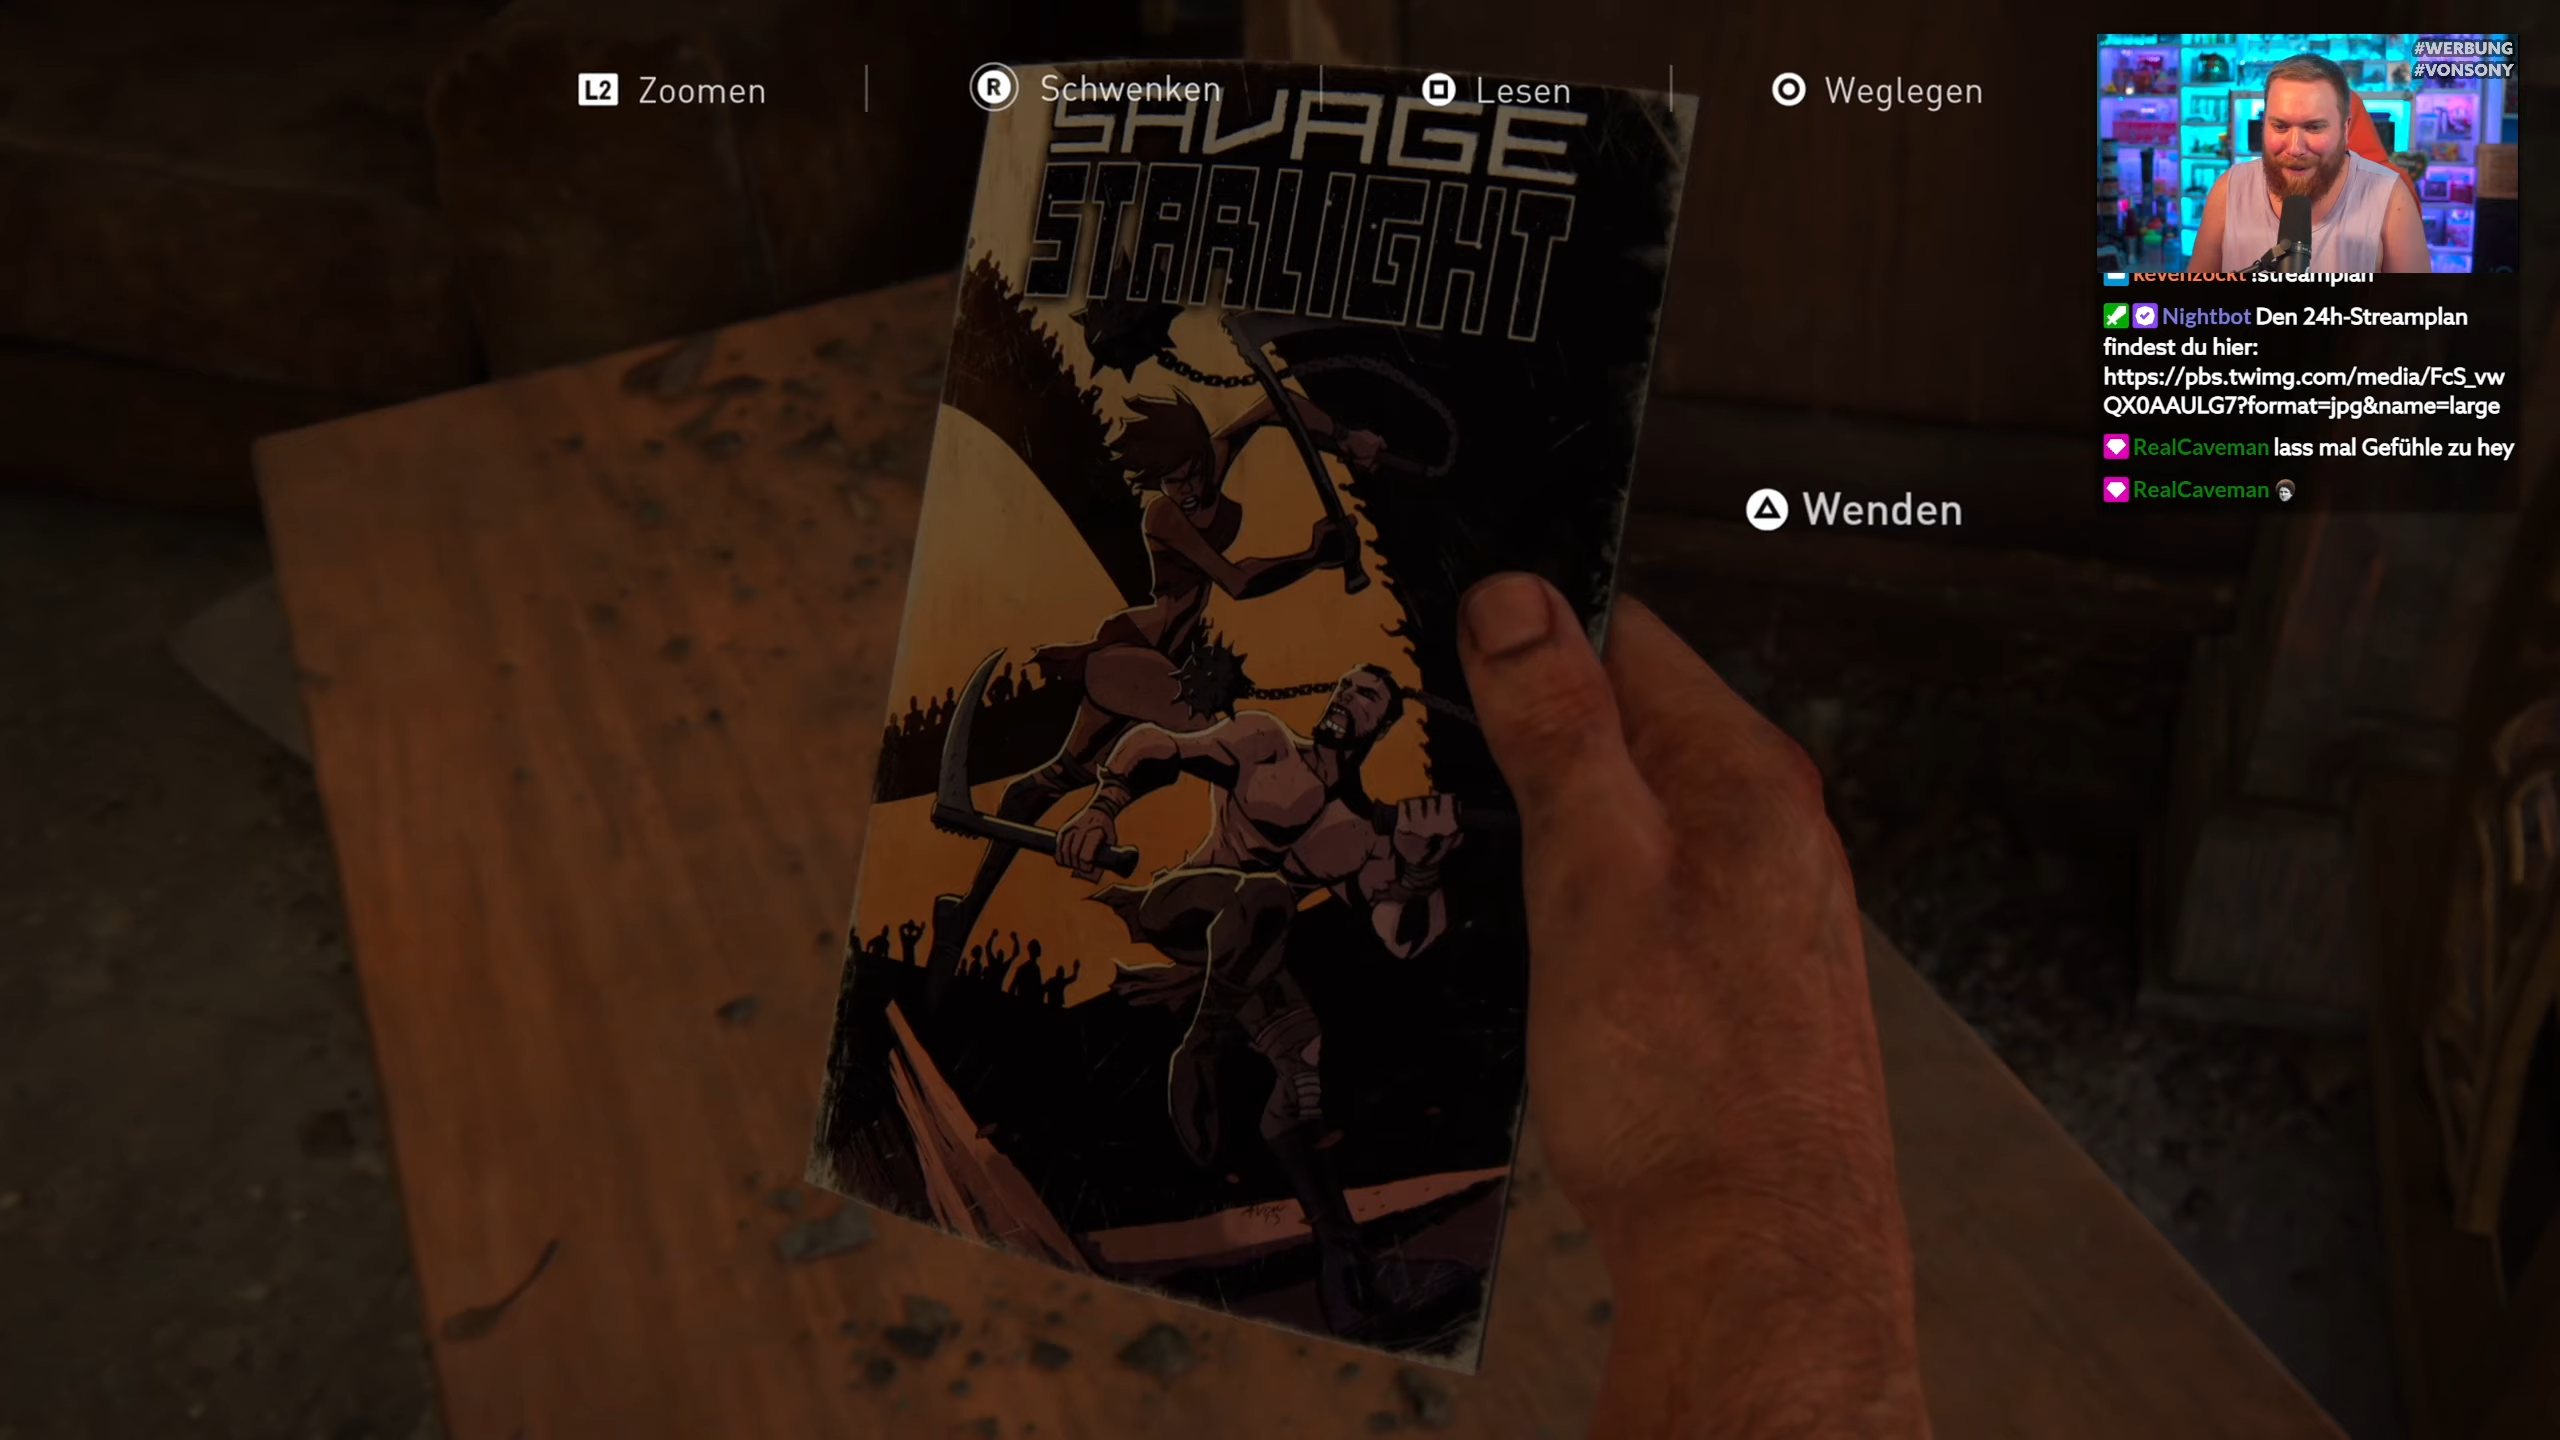 L2 Zoomen
R Schwenken
Lesen
Weglegen
#WERBUNG
#VONSONY
SAVAGE
STARLIGHT
Wenden
Revenzockt !streamplan
Nightbot Den 24h-Streamplan
findest du hier:
https://pbs.twimg.com/media/FcS_vw
QX0AAULG7?format=jpg&name=large
RealCaveman lass mal Gefühle zu hey
RealCaveman